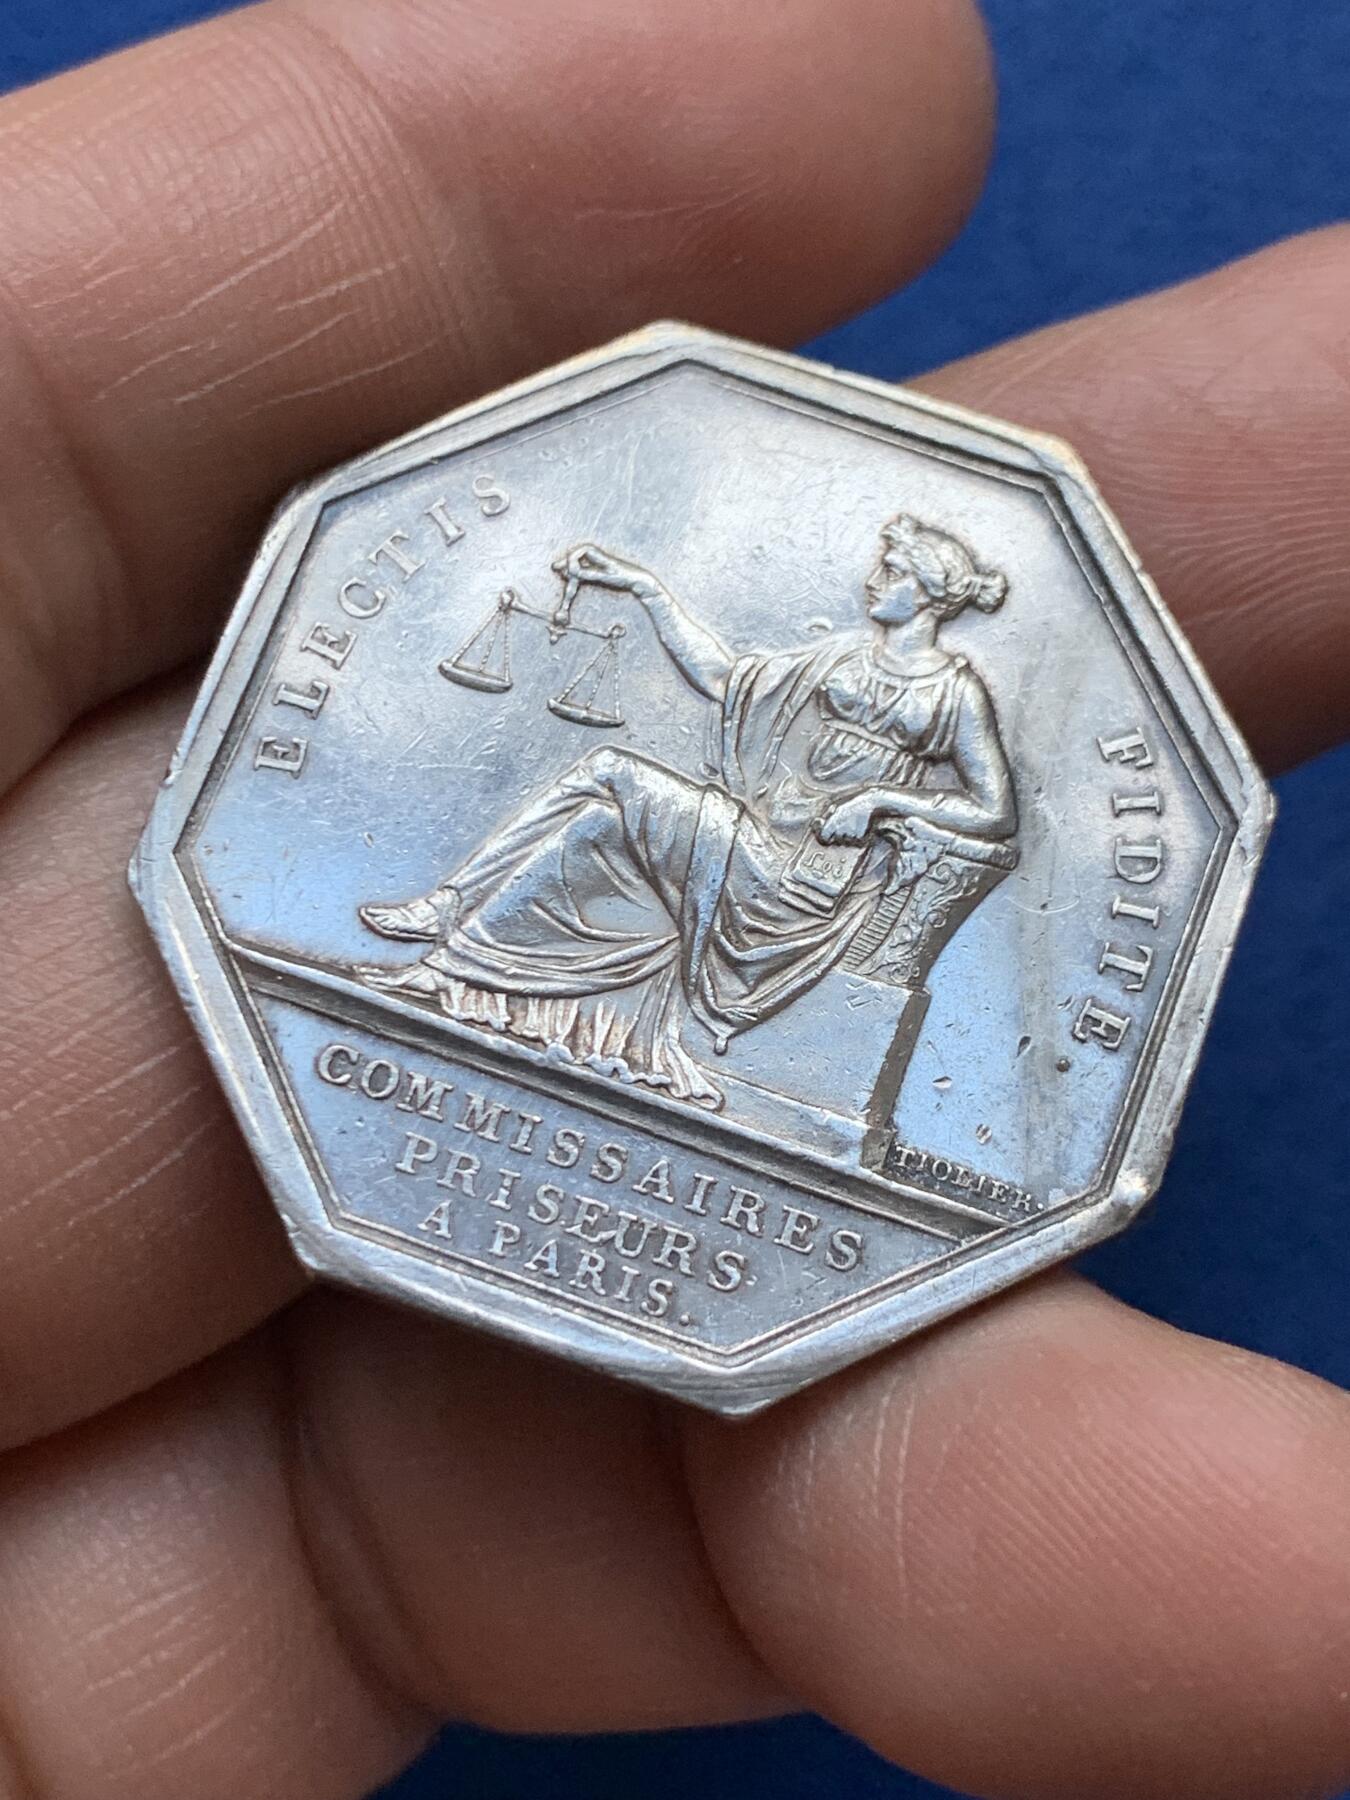 ELECTIS
FIDITE.
Loi
TIOLIER.
COMMISSAIRES
PRISEURS
A PARIS.